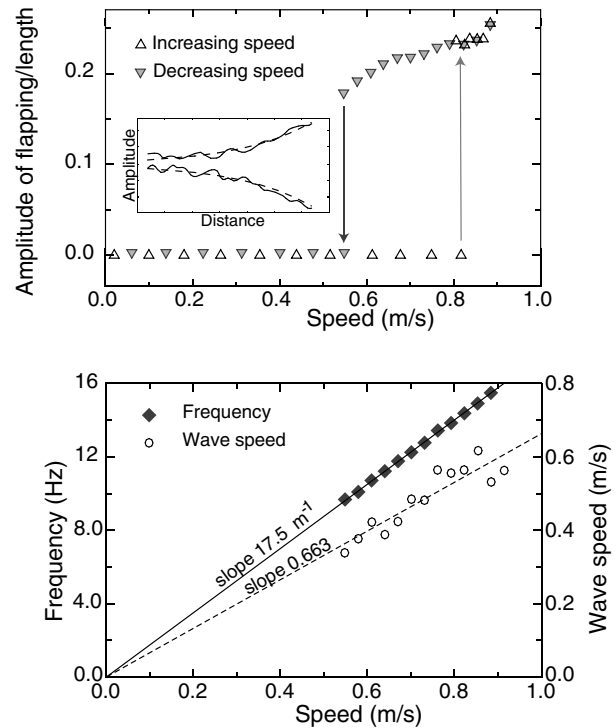 Amplitude of flapping/length
0.2
0.1
0.0
△ Increasing speed
▼ Decreasing speed
Amplitude
Distance
0.0 0.2 0.4 0.6 0.8 1.0
Speed (m/s)
Frequency (Hz)
16
12
8.0
4.0
0.0
◆ Frequency
○ Wave speed
slope 17.5 m⁻¹
slope 0.663
0.8
0.6
0.4
0.2
0.0
Wave speed (m/s)
0.0 0.2 0.4 0.6 0.8 1.0
Speed (m/s)